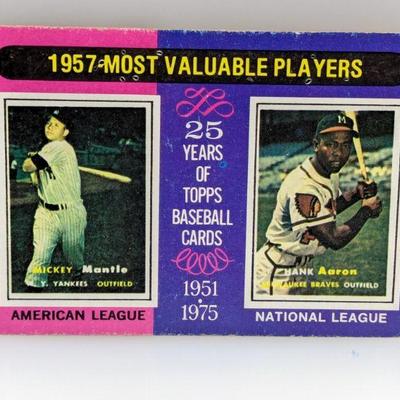 1957 MOST VALUABLE PLAYERS
MICKEY Mantle
Y. YANKEES OUTFIELD
AMERICAN LEAGUE
25
YEARS
OF
TOPPS
BASEBALL
CARDS
1951
1975
M
HANK Aaron
MILWAUKEE BRAVES OUTFIELD
NATIONAL LEAGUE